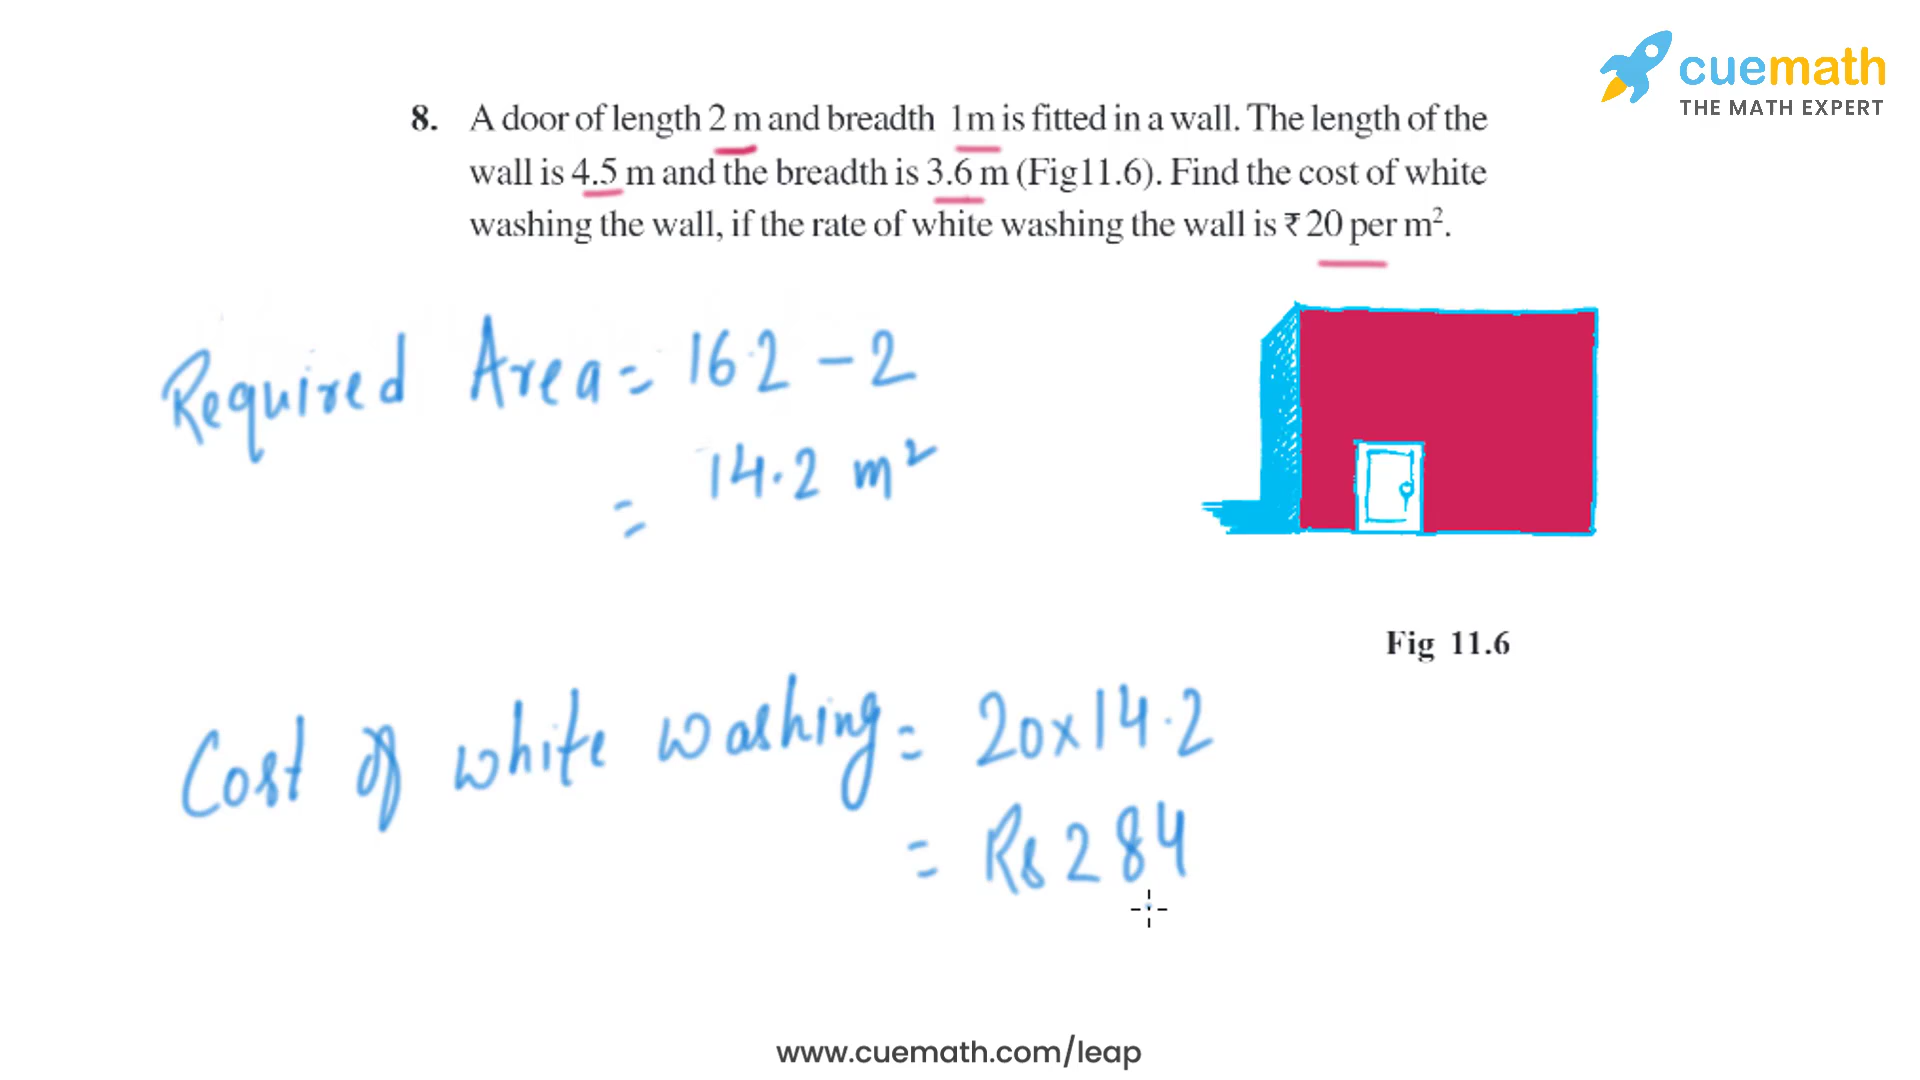 cuemath
THE MATH EXPERT
8. A door of length 2 m and breadth 1m is fitted in a wall. The length of the
wall is 4.5 m and the breadth is 3.6 m (Fig11.6). Find the cost of white
washing the wall, if the rate of white washing the wall is ₹ 20 per m².
Required Area = 16.2 - 2
= 14.2 m²
Fig 11.6
Cost of white washing = 20x14.2
= Rs 284
www.cuemath.com/leap